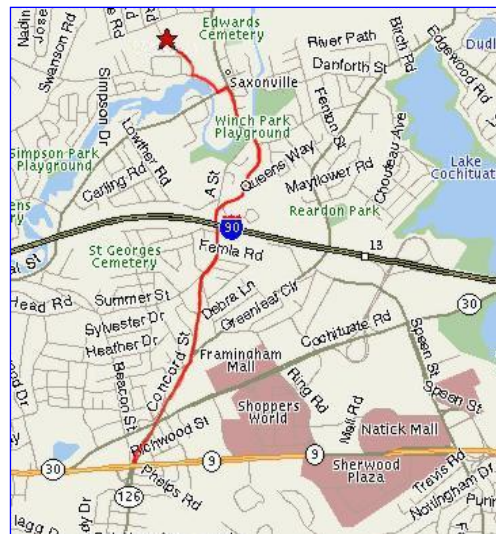 Nadin
Jose
Swanson Rd
Edwards
Cemetery
River Path
Danforth St
Birch Rd
Edgewood Rd
Saxonville
Simpson Dr
Winch Park
Playground
Fenton St
Lowther Rd
Simpson Park
Playground
Carling Rd
A St
Queens Way
Mayflower Rd
Chouteau Ave
Lake
Cochituate
Reardon Park
90
St Georges
Cemetery
Femia Rd
13
Head Rd
Summer St
Debra Ln
Greenleaf Cir
30
Sylvester Dr
Heather Dr
Cochituate Rd
Beacon St
Concord St
Framingham
Mall
Speen St
Ring Rd
Speen St
Shoppers
World
Mall Rd
Natick Mall
30
9
9
Phelps Rd
Sherwood
Plaza
Travis Rd
126
Nottingham Dr